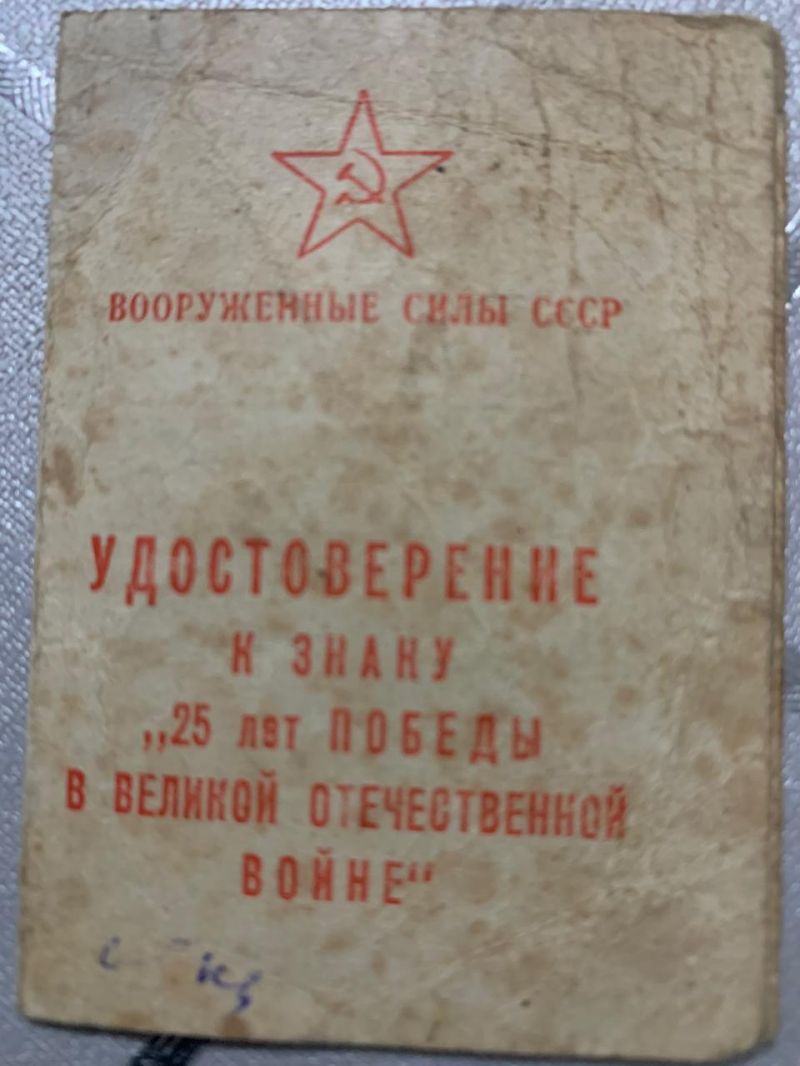 ВООРУЖЕННЫЕ СИЛЫ СССР
УДОСТОВЕРЕНИЕ
К ЗНАКУ
„25 лет ПОБЕДЫ
В ВЕЛИКОЙ ОТЕЧЕСТВЕННОЙ
ВОЙНЕ“